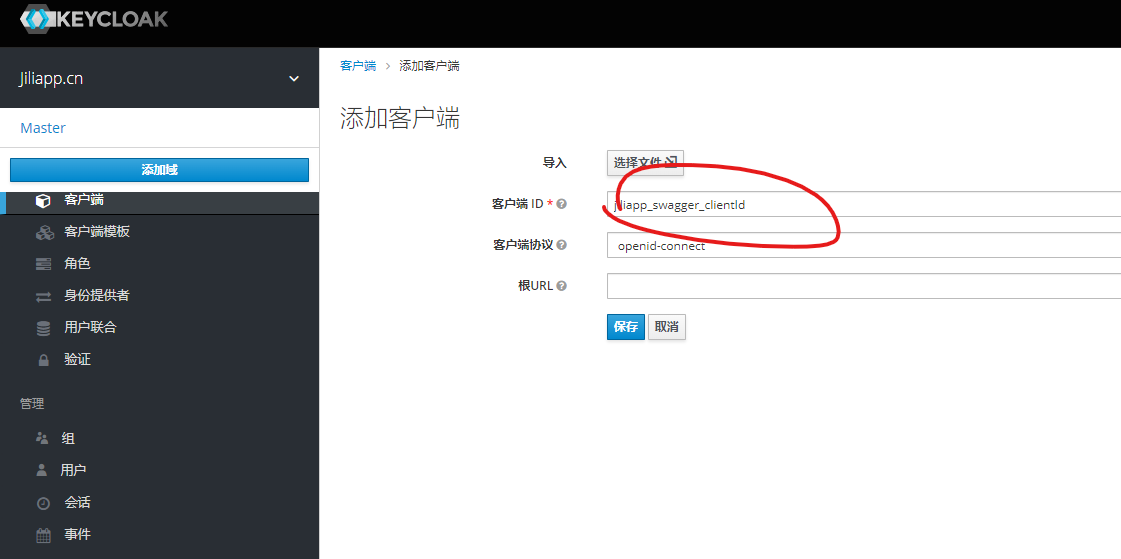 KEYCLOAK
Jiliapp.cn
Master
添加域
客户端
客户端模板
角色
身份提供者
用户联合
验证
管理
组
用户
会话
事件
客户端 > 添加客户端
添加客户端
导入
选择文件
客户端 ID *
jiliapp_swagger_clientId
客户端协议
openid-connect
根URL
保存 取消